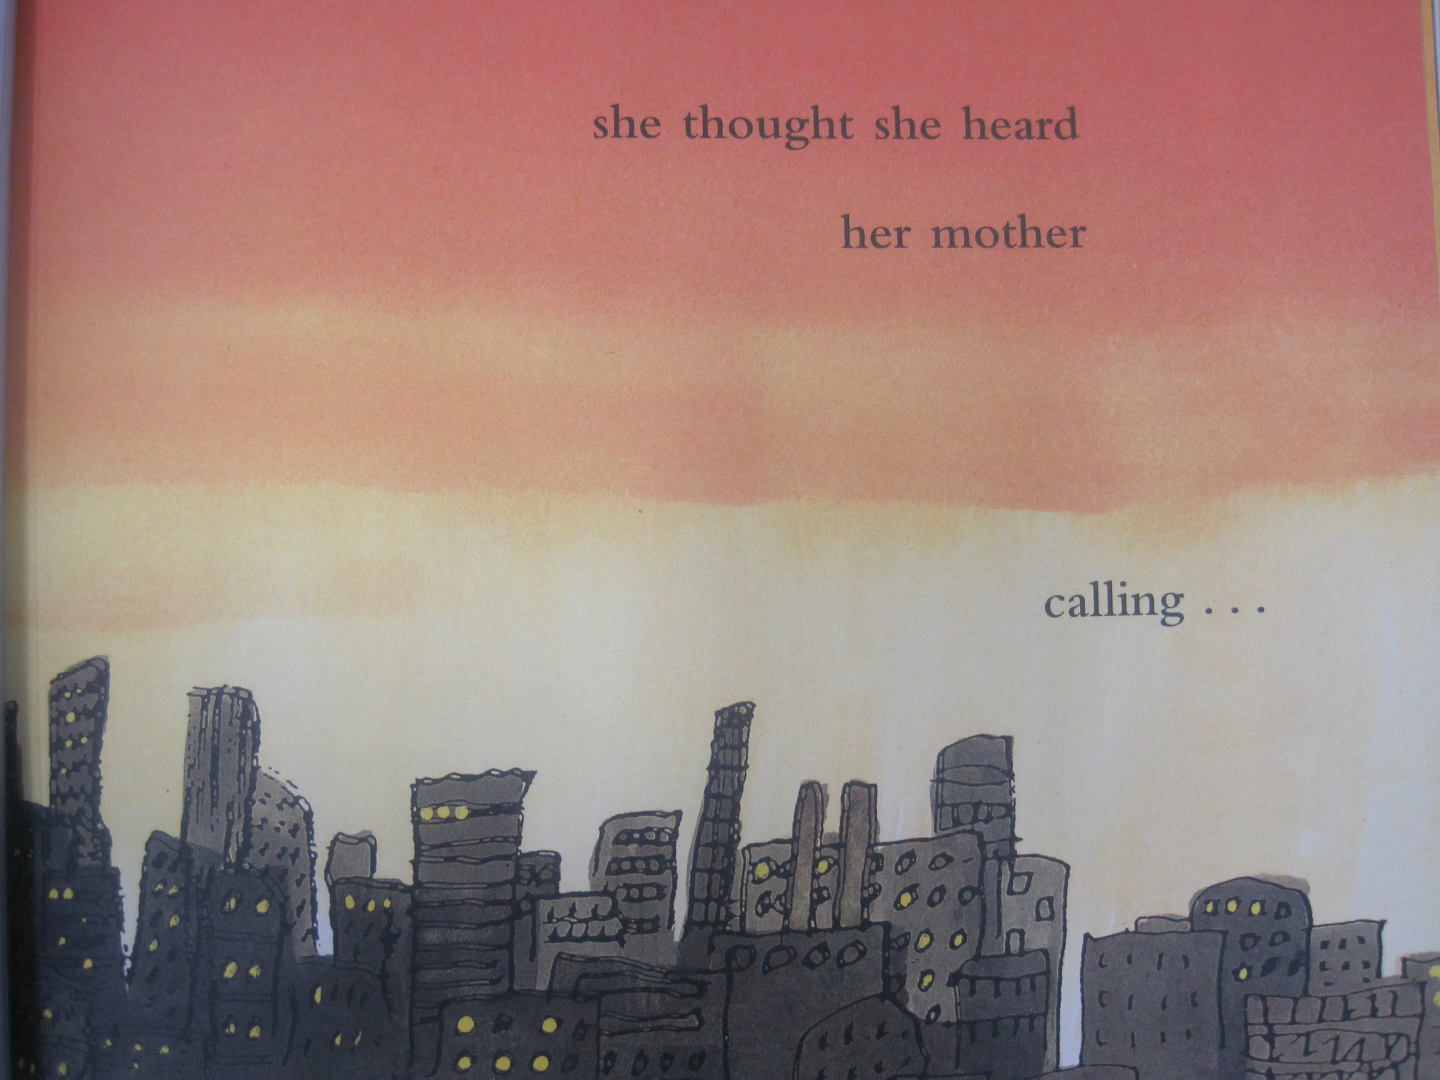 she thought she heard
her mother
calling . . .